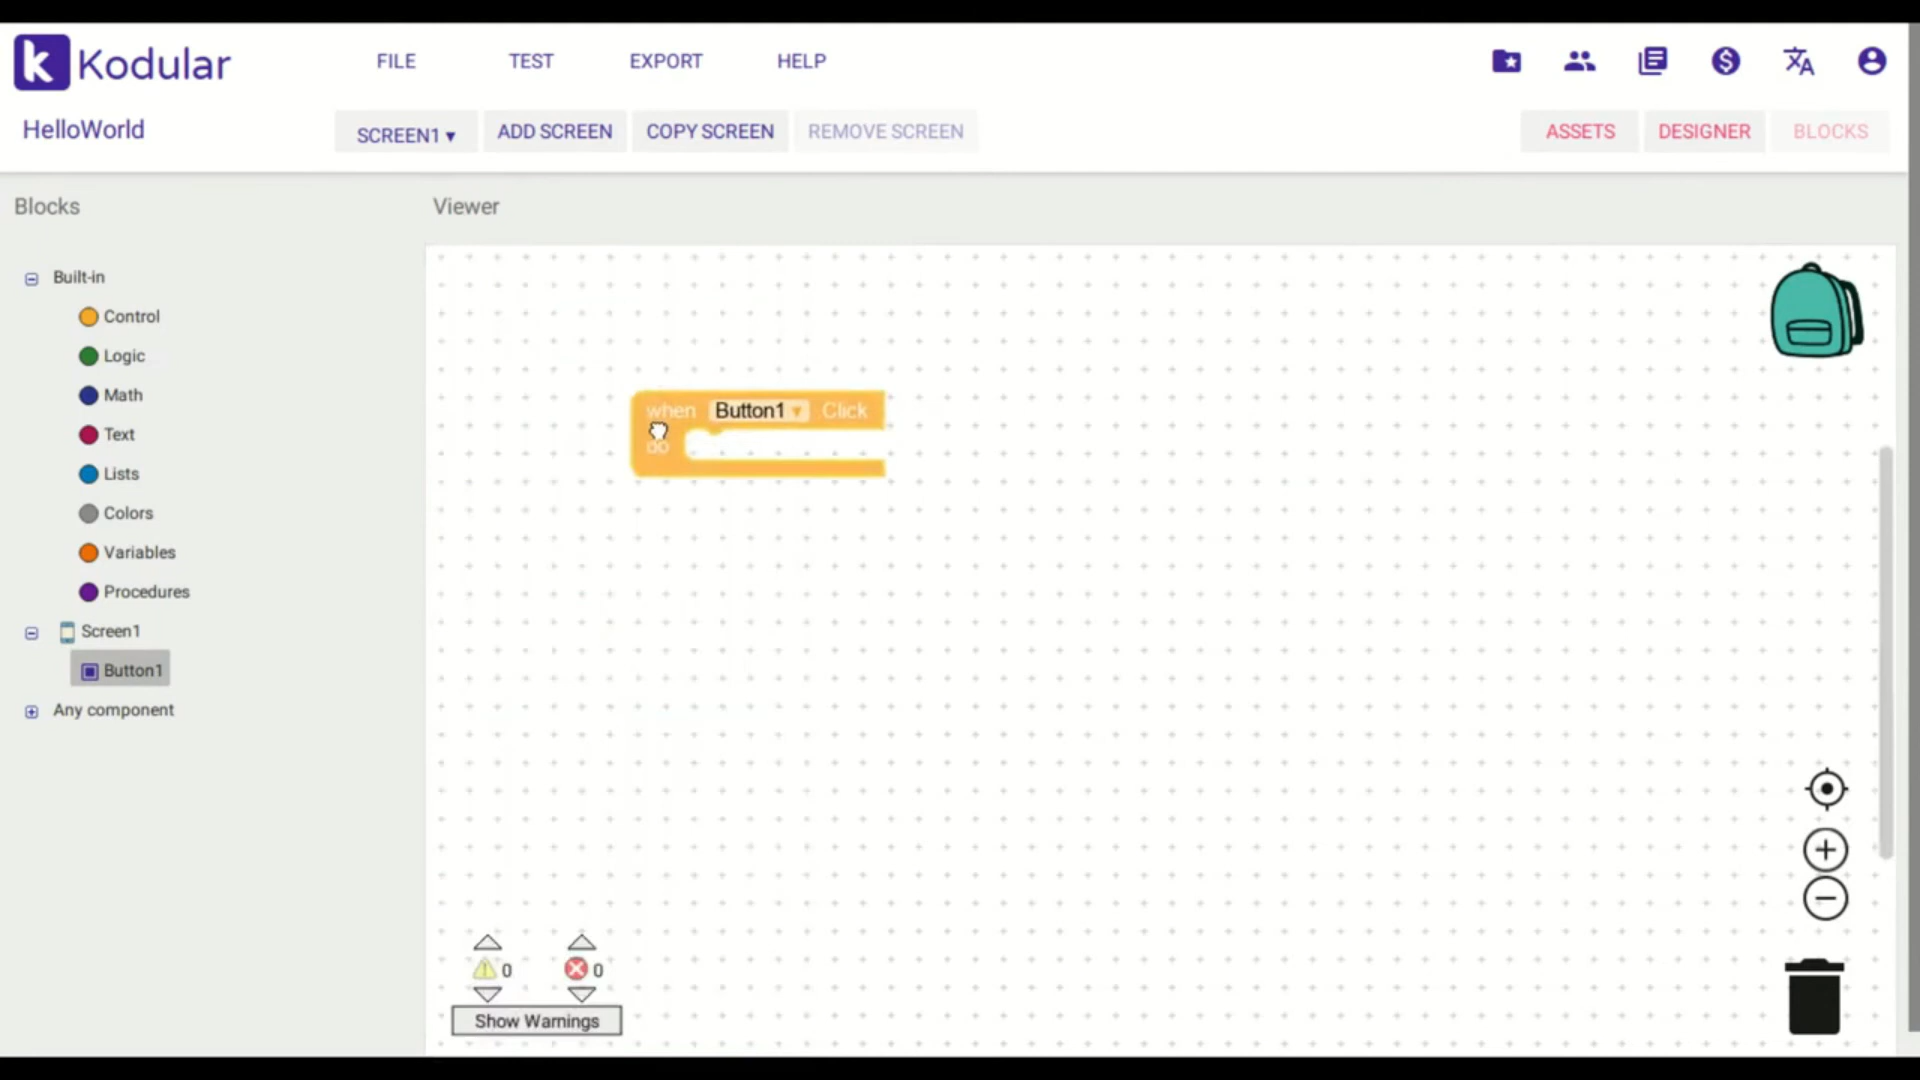 k Kodular
FILE TEST EXPORT HELP
HelloWorld
SCREEN1 ▾ ADD SCREEN COPY SCREEN REMOVE SCREEN
ASSETS DESIGNER BLOCKS
Blocks
Viewer
Built-in
Control
Logic
Math
Text
Lists
Colors
Variables
Procedures
Screen1
Button1
Any component
when Button1 ▾ Click
do
0 0
Show Warnings